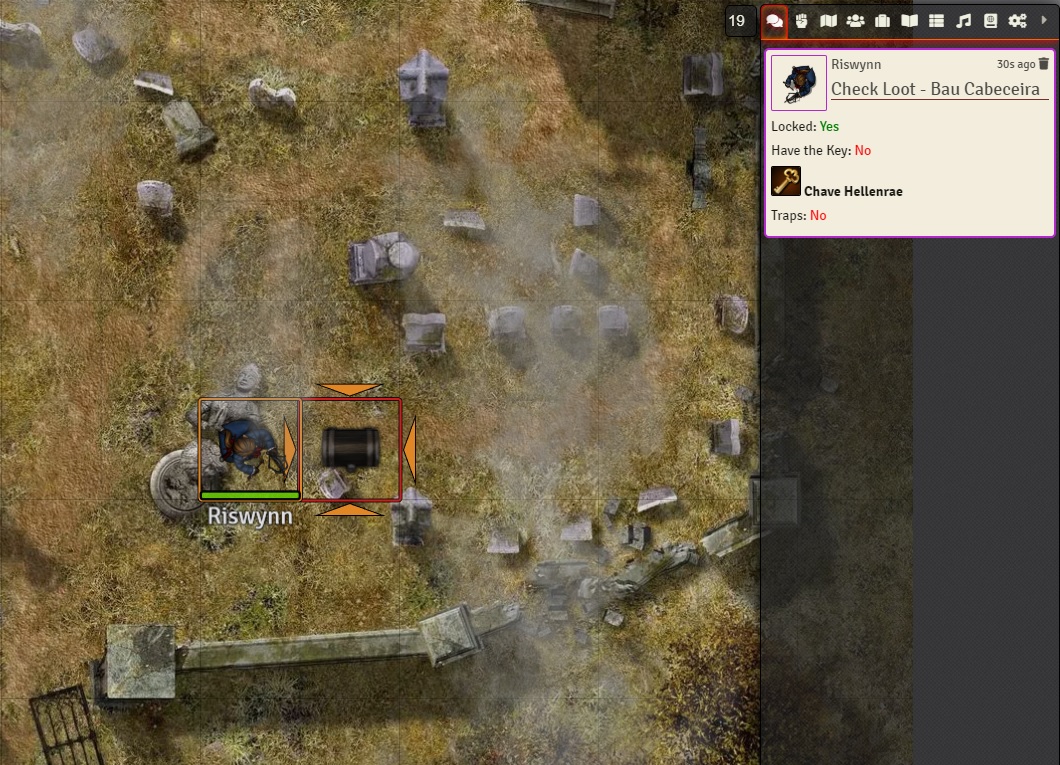 19
Riswynn
30s ago
Check Loot - Bau Cabeceira
Locked: Yes
Have the Key: No
Chave Hellenrae
Traps: No
Riswynn